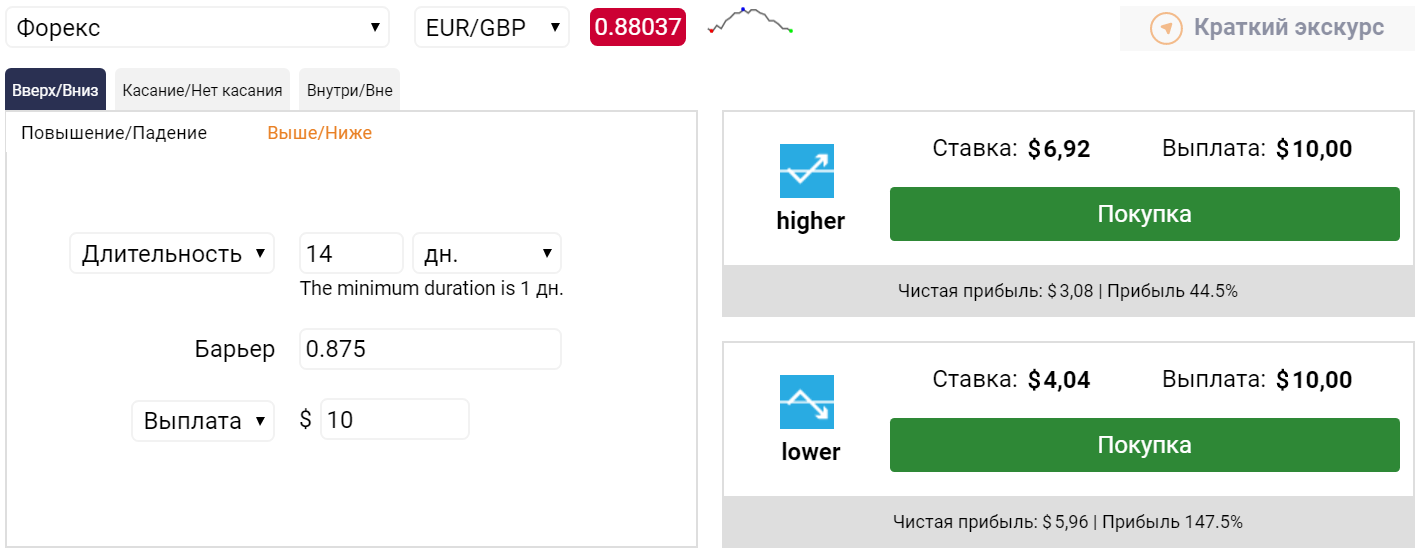 Форекс
EUR/GBP
0.88037
Краткий экскурс
Вверх/Вниз
Касание/Нет касания
Внутри/Вне
Повышение/Падение
Выше/Ниже
Длительность
14
дн.
The minimum duration is 1 дн.
Барьер
0.875
Выплата
$
10
Ставка: $6,92
Выплата: $10,00
higher
Покупка
Чистая прибыль: $3,08 | Прибыль 44.5%
Ставка: $4,04
Выплата: $10,00
lower
Покупка
Чистая прибыль: $5,96 | Прибыль 147.5%